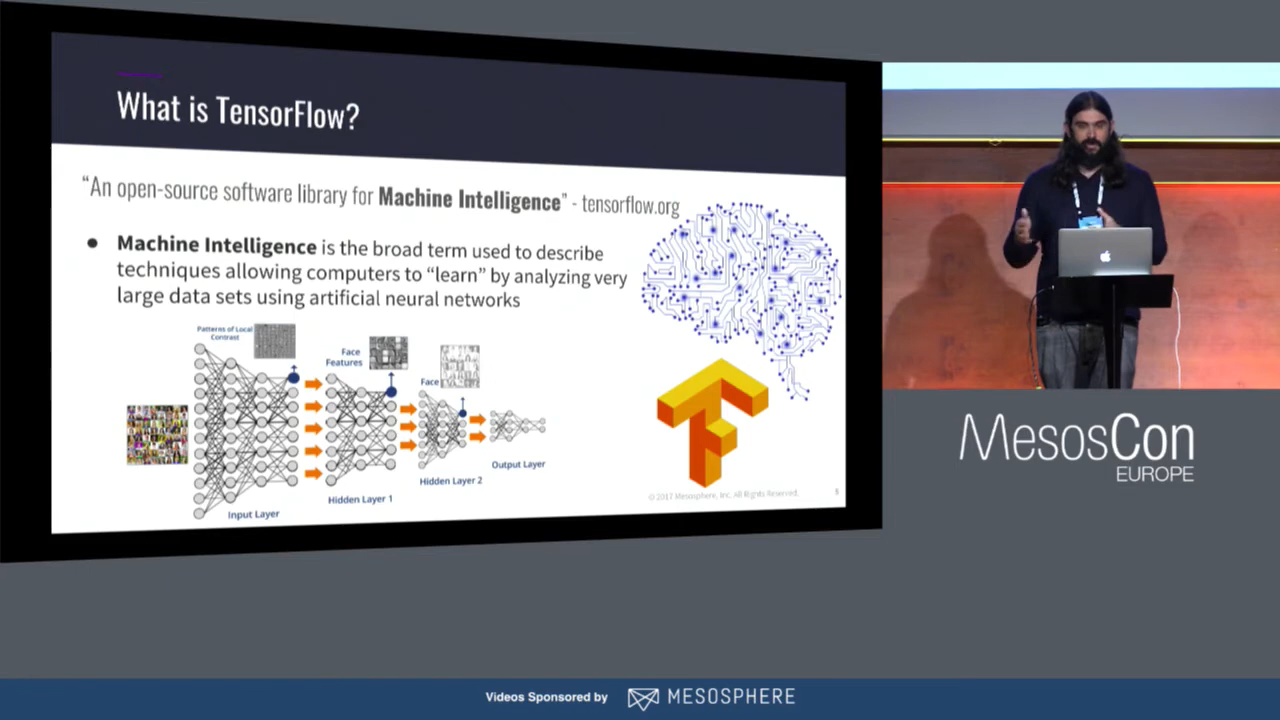 What is TensorFlow?
“An open-source software library for Machine Intelligence” - tensorflow.org
● Machine Intelligence is the broad term used to describe
techniques allowing computers to “learn” by analyzing very
large data sets using artificial neural networks
Patterns of Local
Contrast
Face
Features
Face
Output Layer
Hidden Layer 2
Hidden Layer 1
Input Layer
© 2017 Mesosphere, Inc. All Rights Reserved.
5
MesosCon
EUROPE
Videos Sponsored by
MESOSPHERE